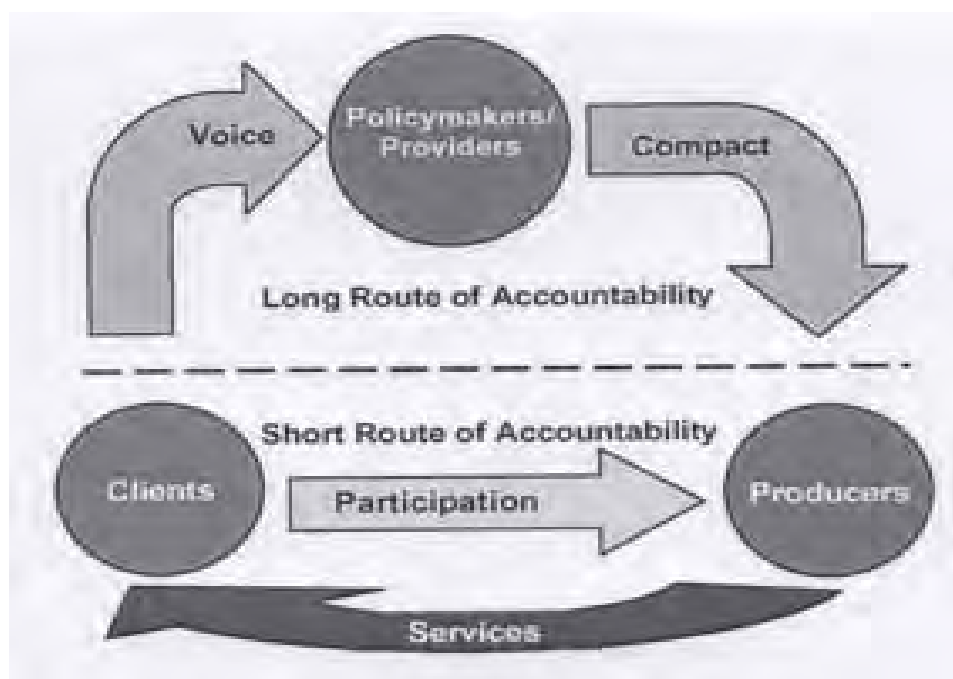 Voice
Policymakers/
Providers
Compact
Long Route of Accountability
Short Route of Accountability
Clients
Participation
Producers
Services